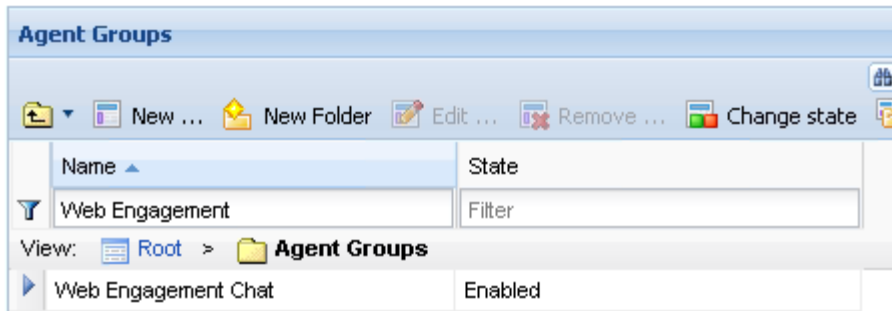 Agent Groups
New ... New Folder Edit ... Remove ... Change state
Name State
Web Engagement Filter
View: Root > Agent Groups
Web Engagement Chat Enabled